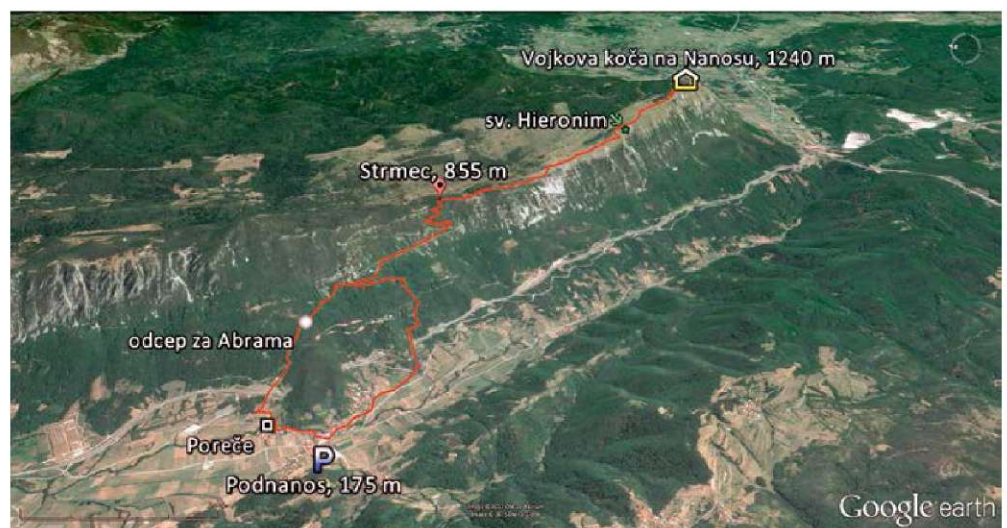 Vojkova koča na Nanosu, 1240 m
sv. Hieronim
Strmec, 855 m
odcep za Abrama
Poreče
P
Podnanos, 175 m
Google earth